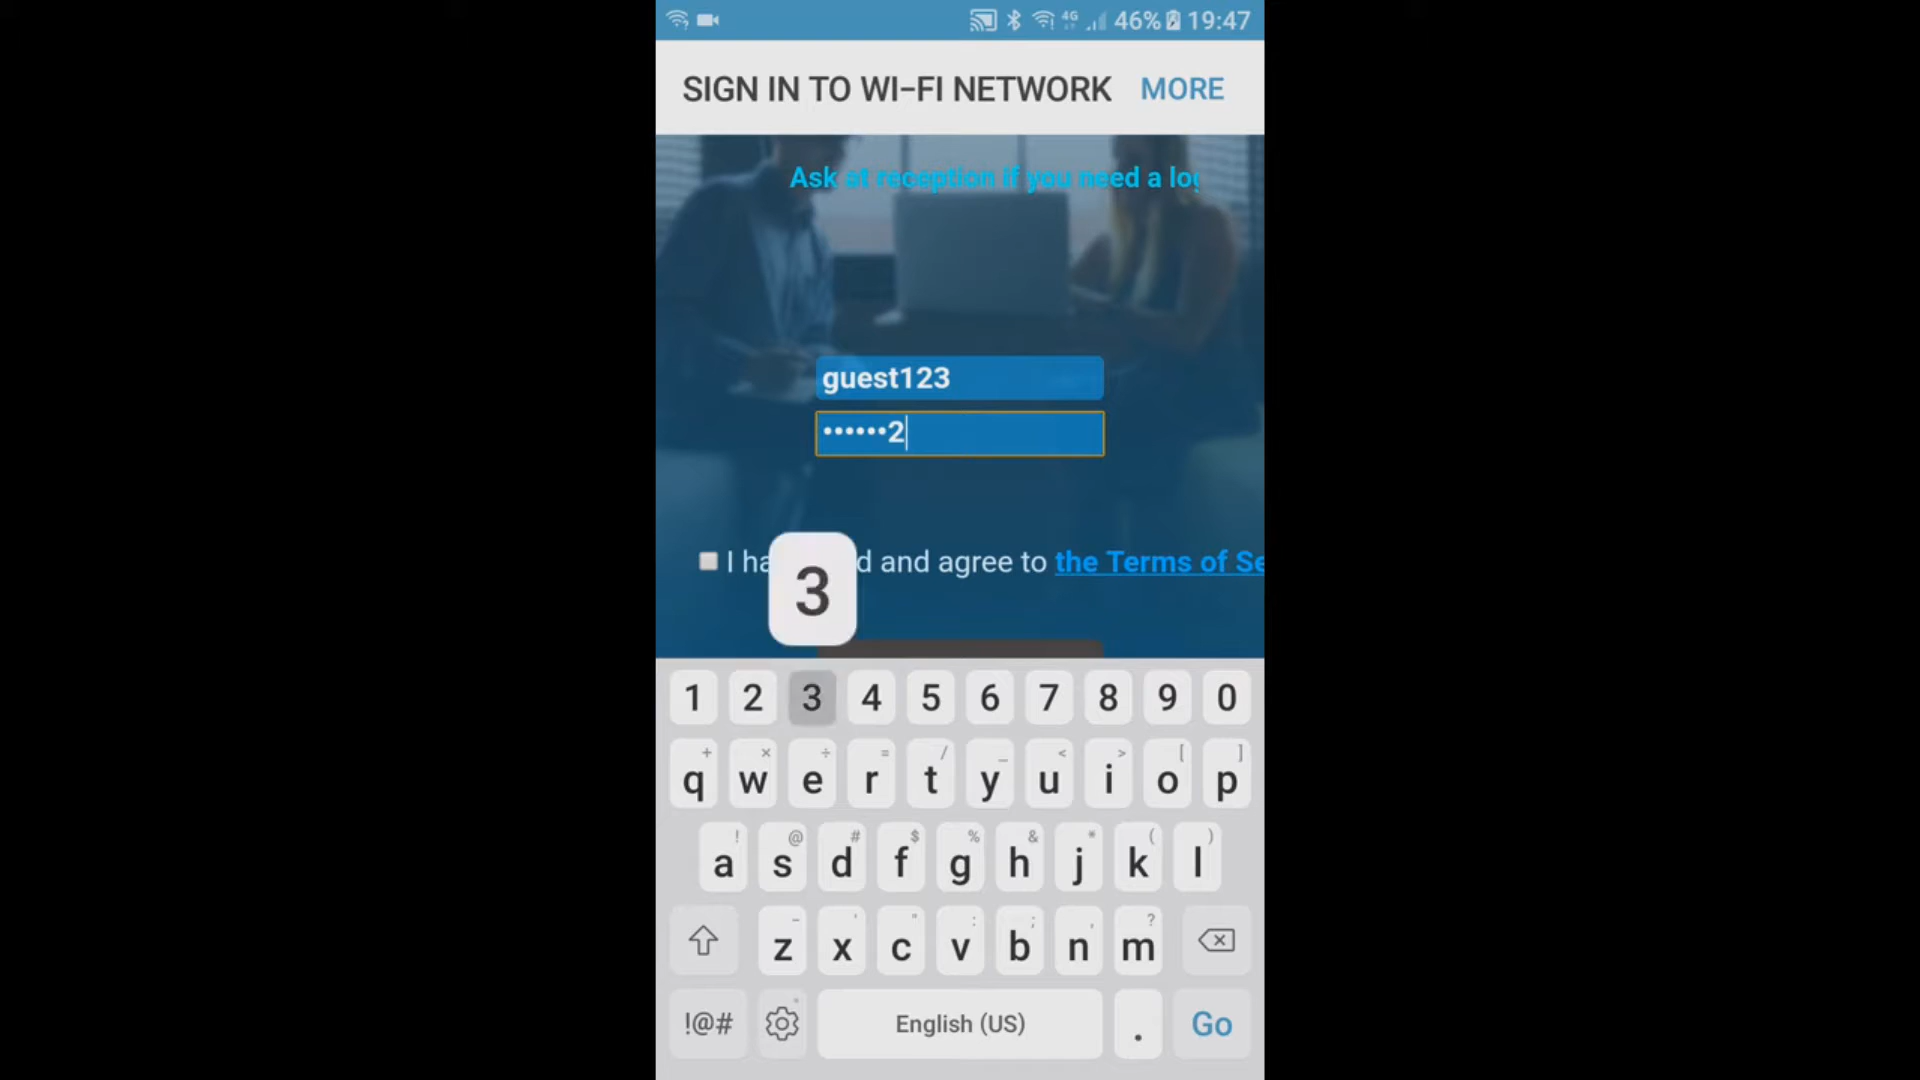 4G 46% 19:47
SIGN IN TO WI-FI NETWORK MORE
Ask at reception if you need a log
guest123
••••••2
I ha d and agree to the Terms of Se
3
1 2 3 4 5 6 7 8 9 0
+ × ÷ = / _ < > [ ]
q w e r t y u i o p
! @ # $ % & * ( )
a s d f g h j k l
- ' " : ; , ?
z x c v b n m
!@# English (US) . Go